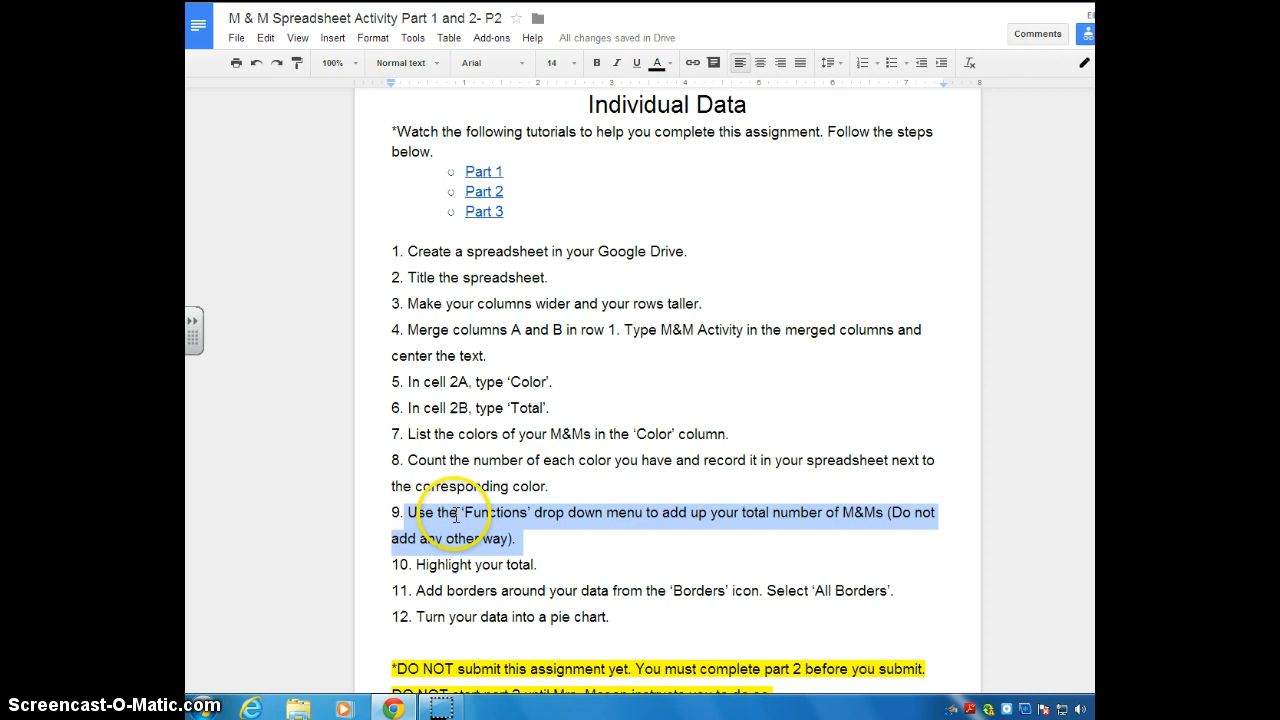 M & M Spreadsheet Activity Part 1 and 2- P2
File Edit View Insert Format Tools Table Add-ons Help All changes saved in Drive
Comments
100% Normal text Arial 14 B I U A
1 2 3 4 5 6 7 8
Individual Data
*Watch the following tutorials to help you complete this assignment. Follow the steps
below.
○ Part 1
○ Part 2
○ Part 3
1. Create a spreadsheet in your Google Drive.
2. Title the spreadsheet.
3. Make your columns wider and your rows taller.
4. Merge columns A and B in row 1. Type M&M Activity in the merged columns and
center the text.
5. In cell 2A, type ‘Color’.
6. In cell 2B, type ‘Total’.
7. List the colors of your M&Ms in the ‘Color’ column.
8. Count the number of each color you have and record it in your spreadsheet next to
the corresponding color.
9. Use the ‘Functions’ drop down menu to add up your total number of M&Ms (Do not
add any other way).
10. Highlight your total.
11. Add borders around your data from the ‘Borders’ icon. Select ‘All Borders’.
12. Turn your data into a pie chart.
*DO NOT submit this assignment yet. You must complete part 2 before you submit.
Screencast-O-Matic.com